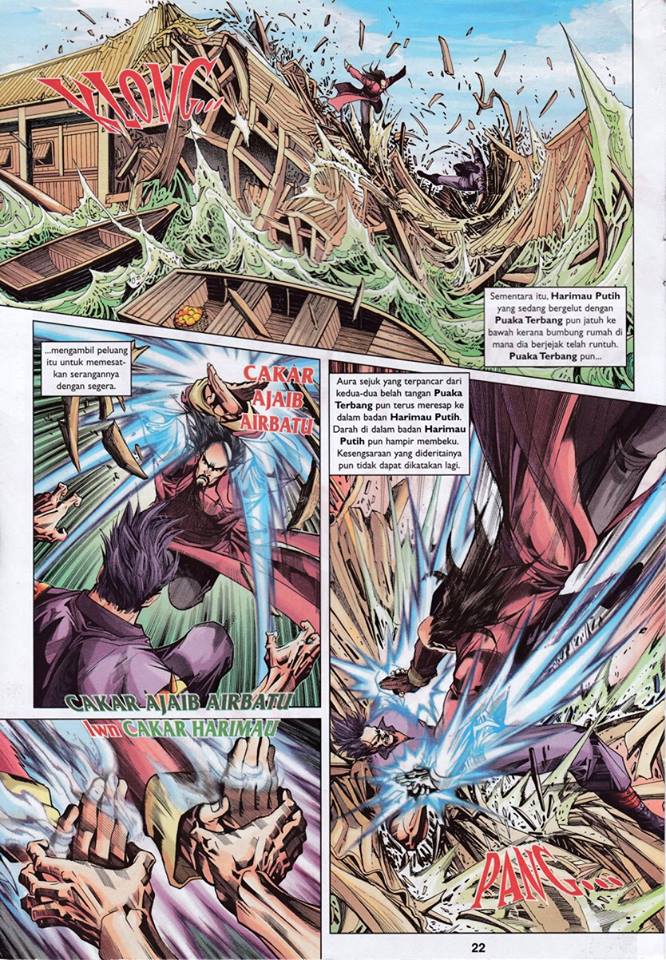 KLONG...
Sementara itu, Harimau Putih
yang sedang bergelut dengan
Puaka Terbang pun jatuh ke
bawah kerana bumbung rumah di
mana dia berjejak telah runtuh.
Puaka Terbang pun...
...mengambil peluang
itu untuk memesat-
kan serangannya
dengan segera.
CAKAR
AJAIB
AIRBATU
Aura sejuk yang terpancar dari
kedua-dua belah tangan Puaka
Terbang pun terus meresap ke
dalam badan Harimau Putih.
Darah di dalam badan Harimau
Putih pun hampir membeku.
Kesengsaraan yang dideritainya
pun tidak dapat dikatakan lagi.
CAKAR AJAIB AIRBATU
lwn CAKAR HARIMAU
PANG...
22